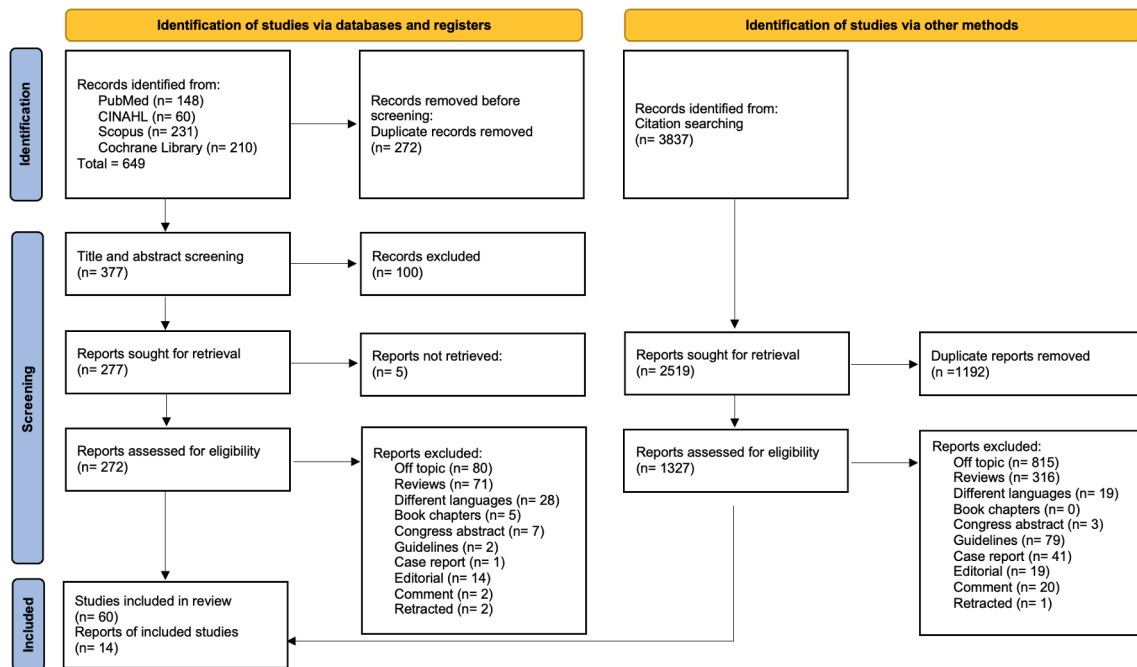 Identification of studies via databases and registers
Identification of studies via other methods
Identification
Records identified from:
PubMed (n= 148)
CINAHL (n= 60)
Scopus (n= 231)
Cochrane Library (n= 210)
Total = 649
Records removed before
screening:
Duplicate records removed
(n= 272)
Records identified from:
Citation searching
(n= 3837)
Screening
Title and abstract screening
(n= 377)
Records excluded
(n= 100)
Reports sought for retrieval
(n= 277)
Reports not retrieved:
(n= 5)
Reports sought for retrieval
(n= 2519)
Duplicate reports removed
(n =1192)
Reports assessed for eligibility
(n= 272)
Reports excluded:
Off topic (n= 80)
Reviews (n= 71)
Different languages (n= 28)
Book chapters (n= 5)
Congress abstract (n= 7)
Guidelines (n= 2)
Case report (n= 1)
Editorial (n= 14)
Comment (n= 2)
Retracted (n= 2)
Reports assessed for eligibility
(n= 1327)
Reports excluded:
Off topic (n= 815)
Reviews (n= 316)
Different languages (n= 19)
Book chapters (n= 0)
Congress abstract (n= 3)
Guidelines (n= 79)
Case report (n= 41)
Editorial (n= 19)
Comment (n= 20)
Retracted (n= 1)
Included
Studies included in review
(n= 60)
Reports of included studies
(n= 14)